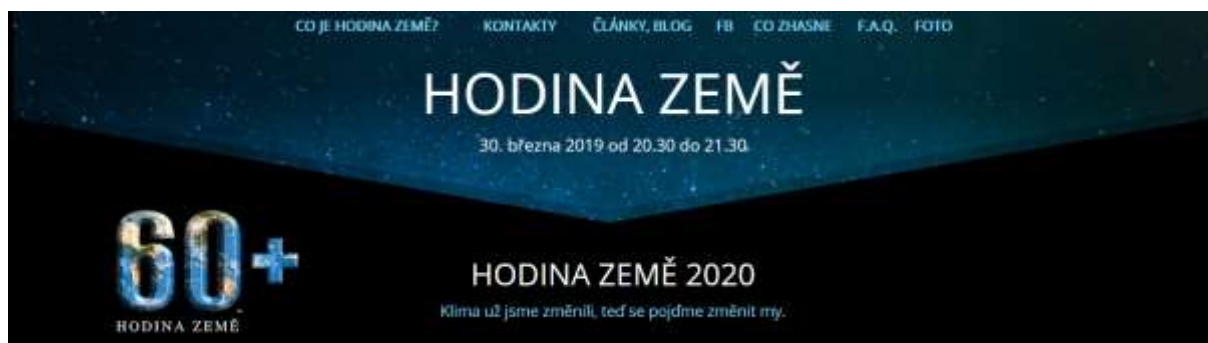 CO JE HODINA ZEMĚ? KONTAKTY ČLÁNKY, BLOG FB CO ZHASNE F.A.Q. FOTO
HODINA ZEMĚ
30. března 2019 od 20.30 do 21.30
60+
HODINA ZEMĚ
HODINA ZEMĚ 2020
Klima už jsme změnili, teď se pojďme změnit my.